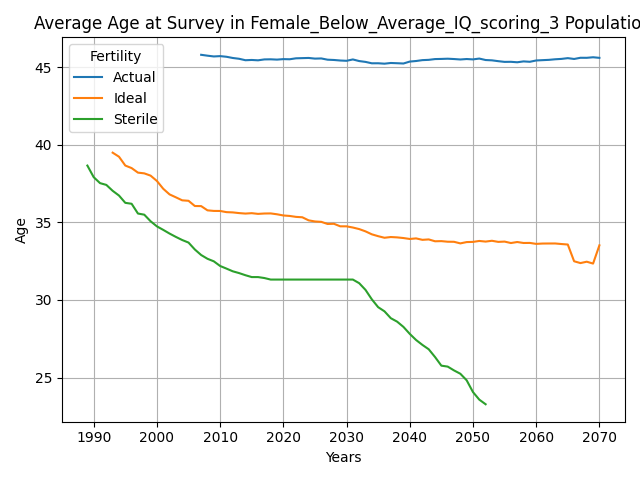 Average Age at Survey in Female_Below_Average_IQ_scoring_3 Populatio
Fertility
Actual
Ideal
Sterile
Age
45
40
35
30
25
1990 2000 2010 2020 2030 2040 2050 2060 2070
Years